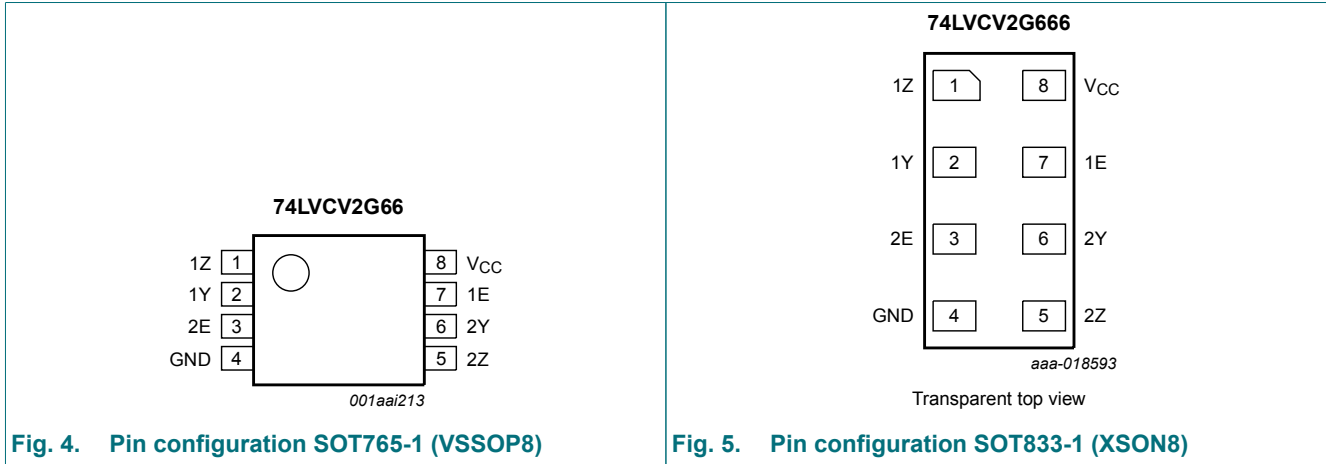 74LVCV2G66
1Z 1 8 VCC
1Y 2 7 1E
2E 3 6 2Y
GND 4 5 2Z
001aai213
Fig. 4. Pin configuration SOT765-1 (VSSOP8)
74LVCV2G666
1Z 1 8 VCC
1Y 2 7 1E
2E 3 6 2Y
GND 4 5 2Z
aaa-018593
Transparent top view
Fig. 5. Pin configuration SOT833-1 (XSON8)